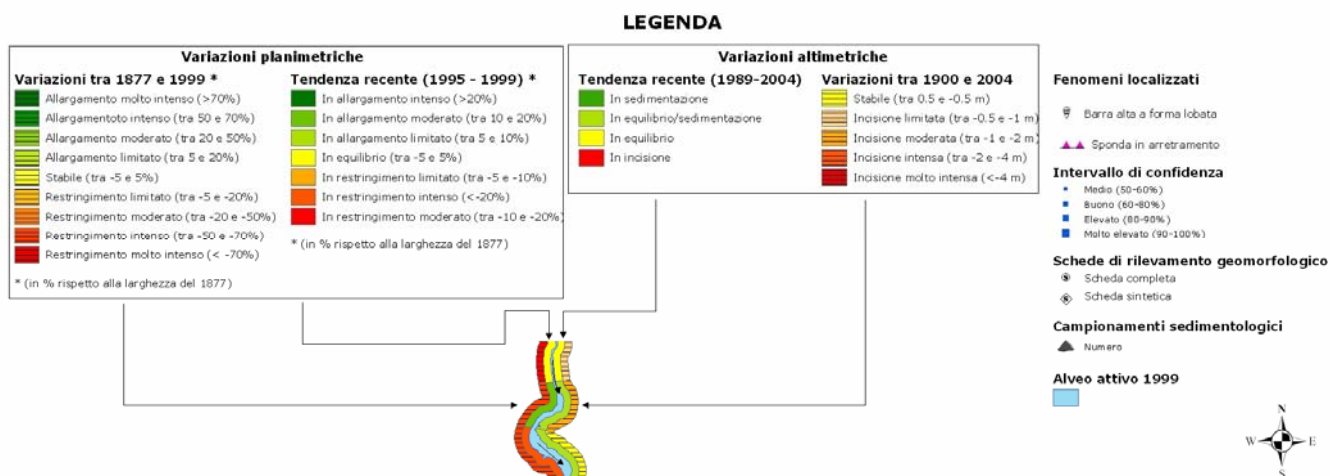 LEGENDA
Variazioni planimetriche
Variazioni tra 1877 e 1999 *
Allargamento molto intenso (>70%)
Allargamentoto intenso (tra 50 e 70%)
Allargamento moderato (tra 20 e 50%)
Allargamento limitato (tra 5 e 20%)
Stabile (tra -5 e 5%)
Restringimento limitato (tra -5 e -20%)
Restringimento moderato (tra -20 e -50%)
Restringimento intenso (tra -50 e -70%)
Restringimento molto intenso (< -70%)
* (in % rispetto alla larghezza del 1877)
Tendenza recente (1995 - 1999) *
In allargamento intenso (>20%)
In allargamento moderato (tra 10 e 20%)
In allargamento limitato (tra 5 e 10%)
In equilibrio (tra -5 e 5%)
In restringimento limitato (tra -5 e -10%)
In restringimento intenso (<-20%)
In restringimento moderato (tra -10 e -20%)
* (in % rispetto alla larghezza del 1877)
Variazioni altimetriche
Tendenza recente (1989-2004)
In sedimentazione
In equilibrio/sedimentazione
In equilibrio
In incisione
Variazioni tra 1900 e 2004
Stabile (tra 0.5 e -0.5 m)
Incisione limitata (tra -0.5 e -1 m)
Incisione moderata (tra -1 e -2 m)
Incisione intensa (tra -2 e -4 m)
Incisione molto intensa (<-4 m)
Fenomeni localizzati
Barra alta a forma lobata
Sponda in arretramento
Intervallo di confidenza
Medio (50-60%)
Buono (60-80%)
Elevato (80-90%)
Molto elevato (90-100%)
Schede di rilevamento geomorfologico
S Scheda completa
S Scheda sintetica
Campionamenti sedimentologici
Numero
Alveo attivo 1999
N
W E
S